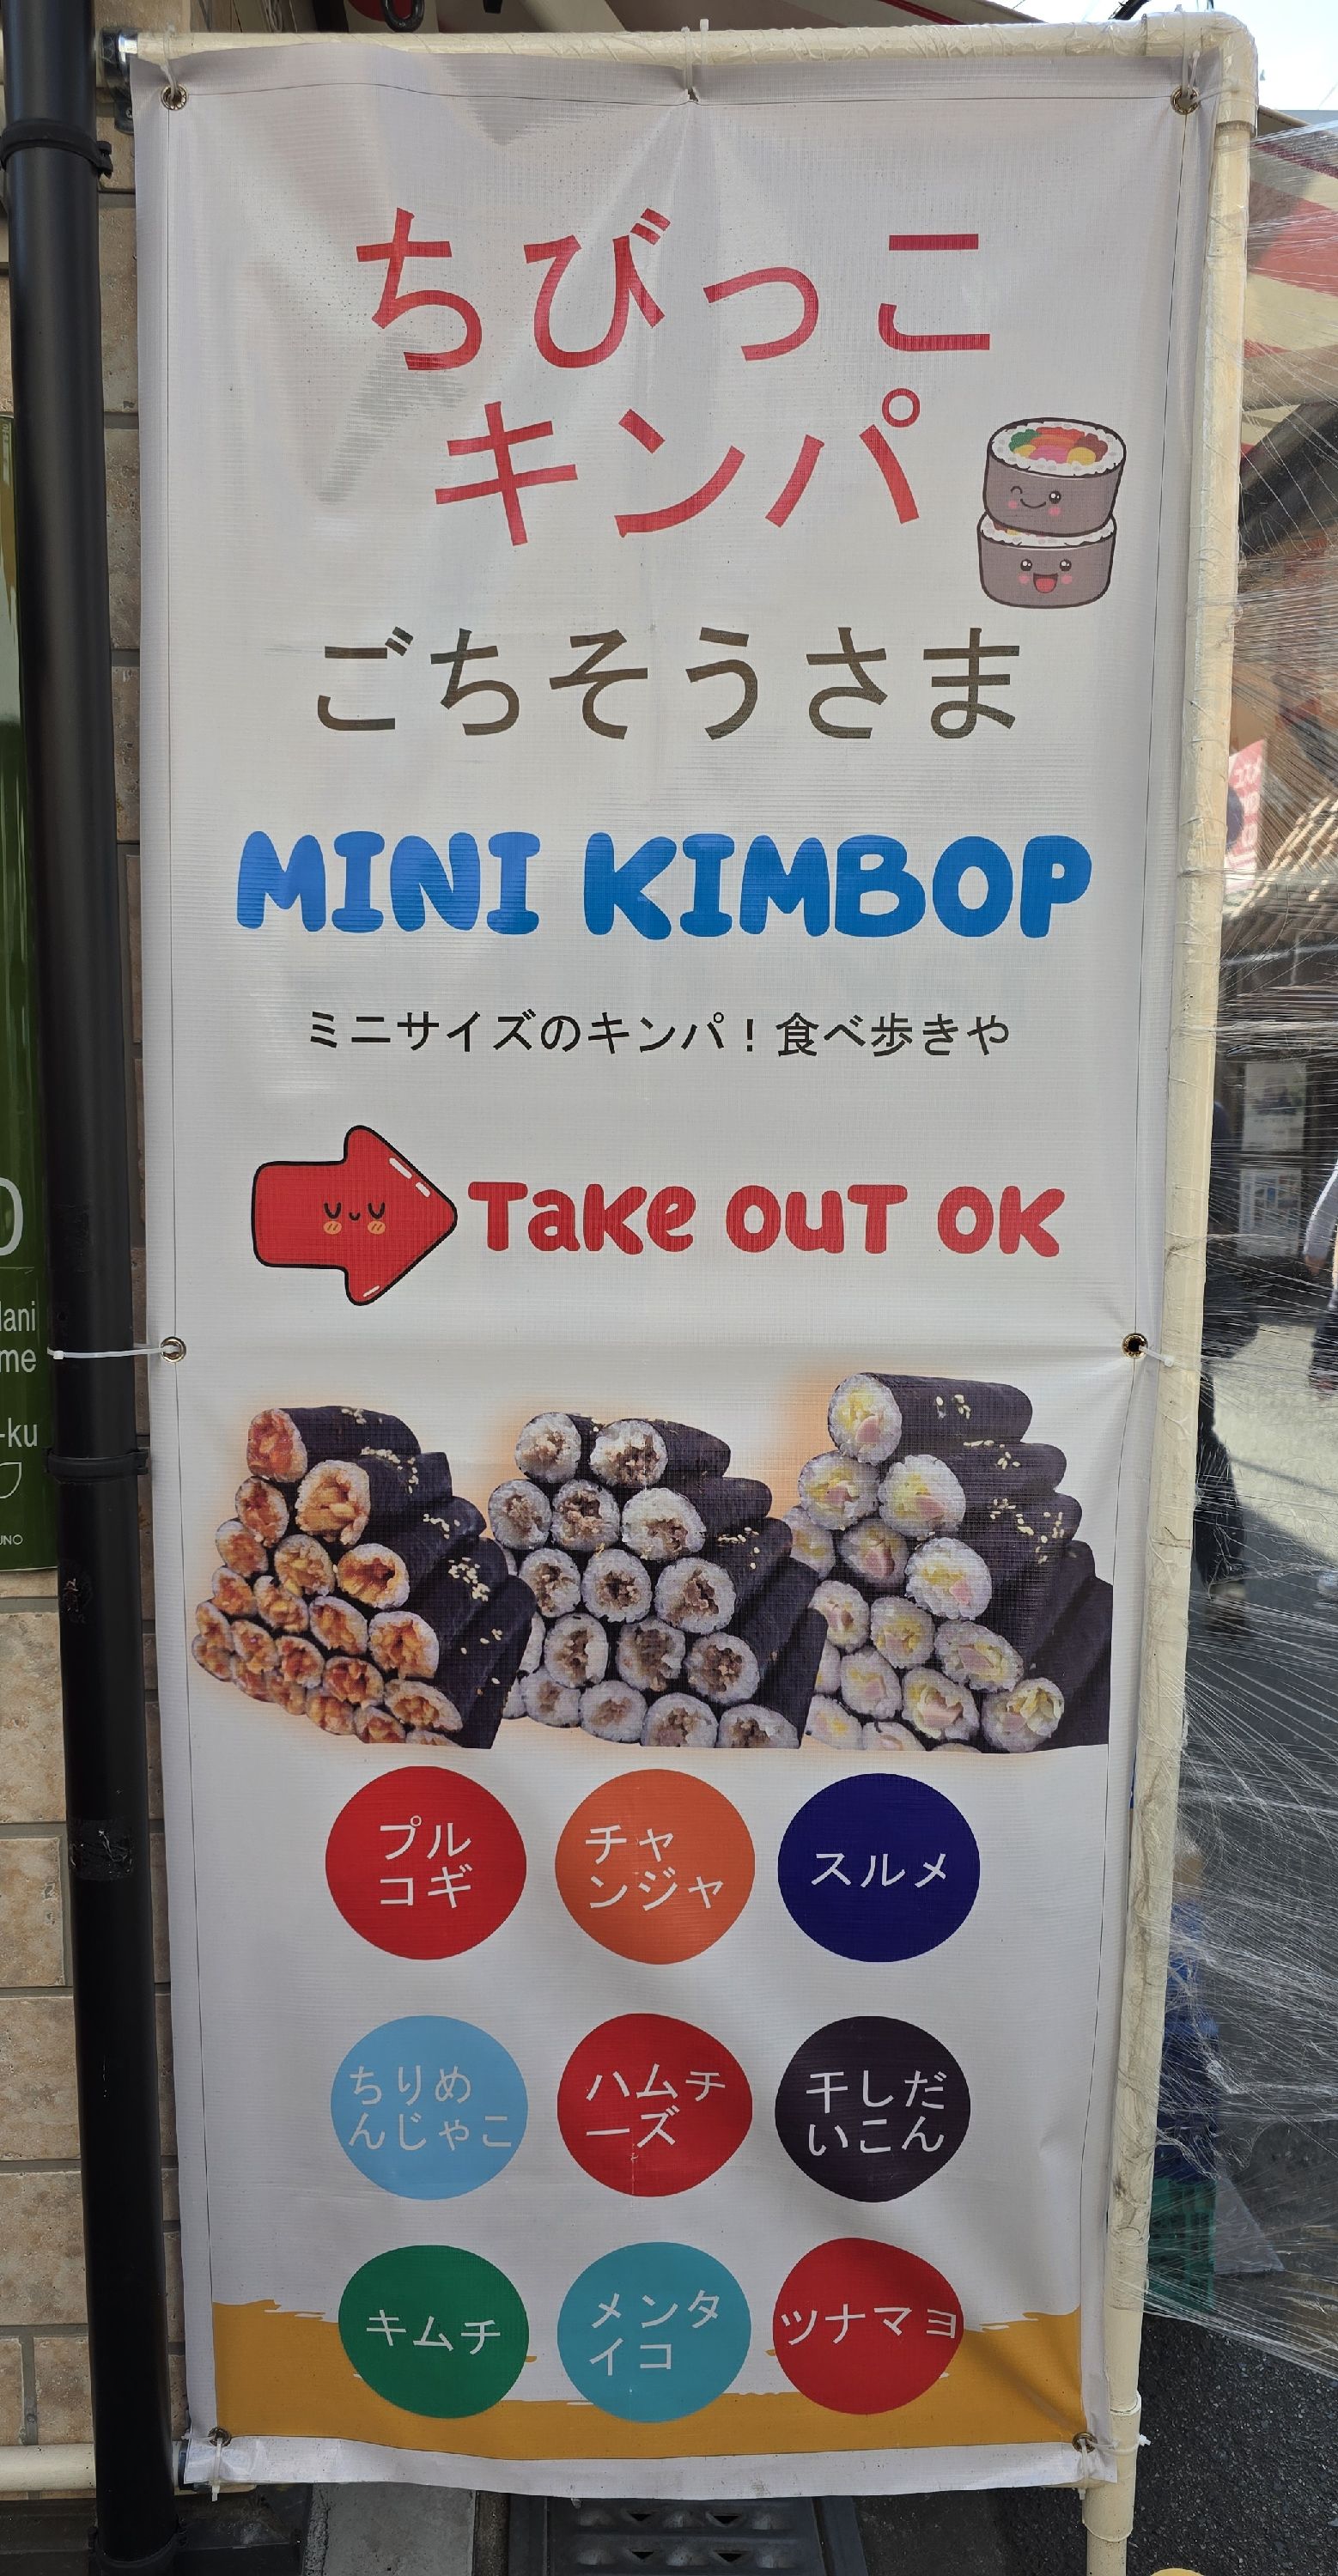 ちびっこ
キンパ
ごちそうさま
MINI KIMBOP
ミニサイズのキンパ！食べ歩きや
Take OUT OK
プル
コギ
チャ
ンジャ
スルメ
ちりめ
んじゃこ
ハムチ
ーズ
干しだ
いこん
キムチ
メンタ
イコ
ツナマヨ
-ku